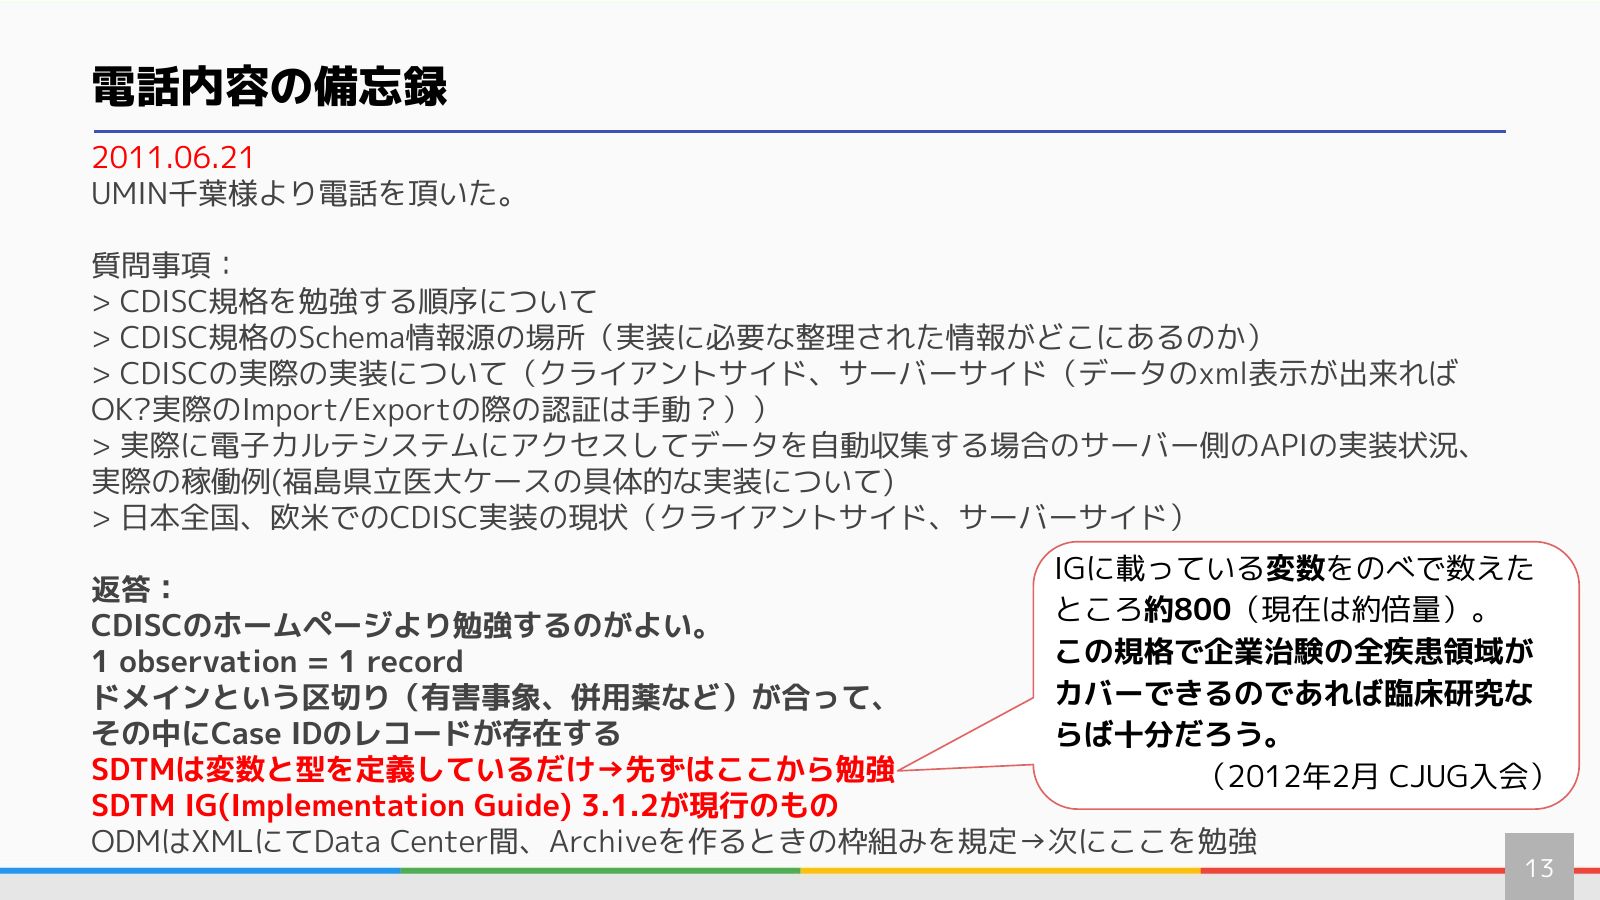 電話内容の備忘録
2011.06.21
UMIN千葉様より電話を頂いた。
質問事項：
> CDISC規格を勉強する順序について
> CDISC規格のSchema情報源の場所（実装に必要な整理された情報がどこにあるのか）
> CDISCの実際の実装について（クライアントサイド、サーバーサイド（データのxml表示が出来れば
OK?実際のImport/Exportの際の認証は手動？））
> 実際に電子カルテシステムにアクセスしてデータを自動収集する場合のサーバー側のAPIの実装状況、
実際の稼働例(福島県立医大ケースの具体的な実装について)
> 日本全国、欧米でのCDISC実装の現状（クライアントサイド、サーバーサイド）
返答：
CDISCのホームページより勉強するのがよい。
1 observation = 1 record
ドメインという区切り（有害事象、併用薬など）が合って、
その中にCase IDのレコードが存在する
SDTMは変数と型を定義しているだけ→先ずはここから勉強
SDTM IG(Implementation Guide) 3.1.2が現行のもの
ODMはXMLにてData Center間、Archiveを作るときの枠組みを規定→次にここを勉強
IGに載っている変数をのべで数えた
ところ約800（現在は約倍量）。
この規格で企業治験の全疾患領域が
カバーできるのであれば臨床研究な
らば十分だろう。
（2012年2月 CJUG入会）
13